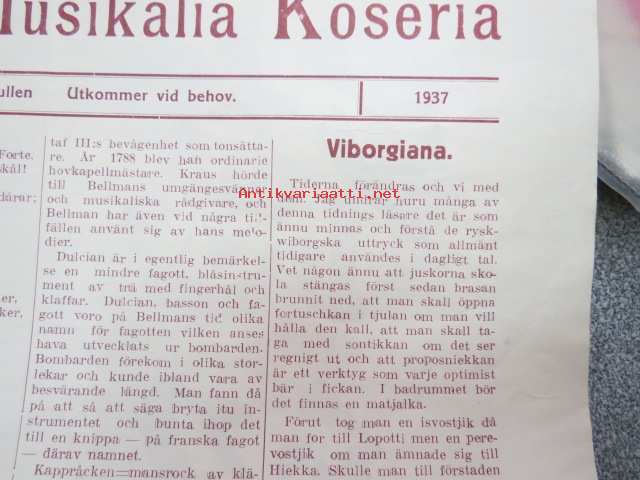 Musikalia Koseria
ullen Utkommer vid behov. 1937
Forte.
skål!
dårar;
ner,
ker.
taf III:s bevågenhet som tonsätta-
re. År 1788 blev han ordinarie
hovkapellmästare. Kraus hörde
till Bellmans umgängesvänner
och musikaliska rådgivare, och
Bellman har även vid några til'-
fällen använt sig av hans melo-
dier.
Dulcian är i egentlig bemärkel-
se en mindre fagott, blåsinstru-
ment av trä med fingerhål och
klaffar. Dulcian, basson och fa-
gott voro på Bellmans tid olika
namn för fagotten vilken anses
hava utvecklats ur bombarden.
Bombarden förekom i olika stor-
lekar och kunde ibland vara av
besvärande längd. Man fann då
på att så att säga bryta itu in-
strumentet och bunta ihop det
till en knippa — på franska fagot
— därav namnet.
Kappråcken=mansrock av klä-
Viborgiana.
Tiderna förändras och vi med
dem. Jag undrar huru många av
denna tidnings läsare det är som
ännu minnas och förstå de rysk-
wiborgska uttryck som allmänt
tidigare användes i dagligt tal.
Vet någon ännu att juskorna sko-
la stängas först sedan brasan
brunnit ned, att man skall öppna
fortuschkan i tjulan om man vill
hålla den kall, att man skall ta-
ga med sontikkan om det ser
regnigt ut och att proposniekkan
är ett verktyg som varje optimist
bär i fickan. I badrummet bör
det finnas en matjalka.
Förut tog man en isvostjik då
man for till Lopotti men en pere-
vostjik om man ämnade sig till
Hiekka. Skulle man till förstaden
Antikvariaatti.net